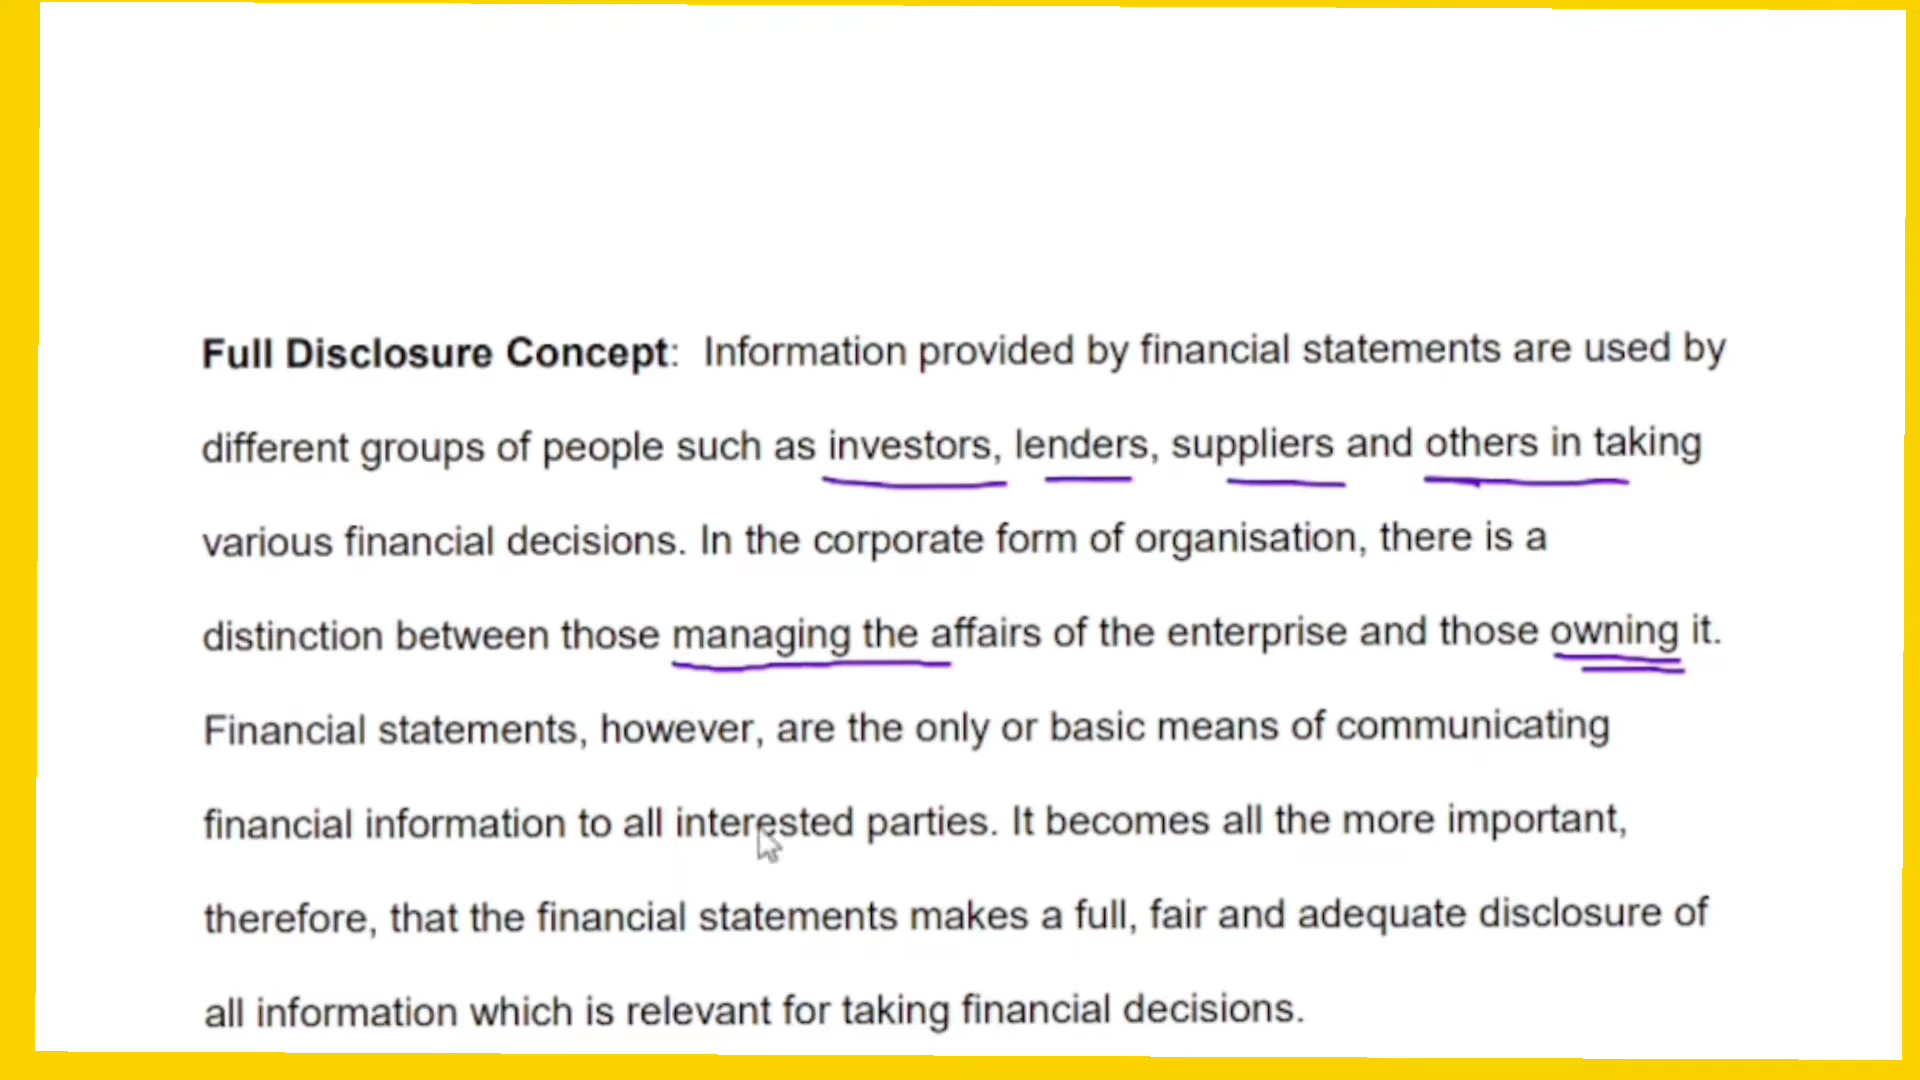 Full Disclosure Concept: Information provided by financial statements are used by
different groups of people such as investors, lenders, suppliers and others in taking
various financial decisions. In the corporate form of organisation, there is a
distinction between those managing the affairs of the enterprise and those owning it.
Financial statements, however, are the only or basic means of communicating
financial information to all interested parties. It becomes all the more important,
therefore, that the financial statements makes a full, fair and adequate disclosure of
all information which is relevant for taking financial decisions.